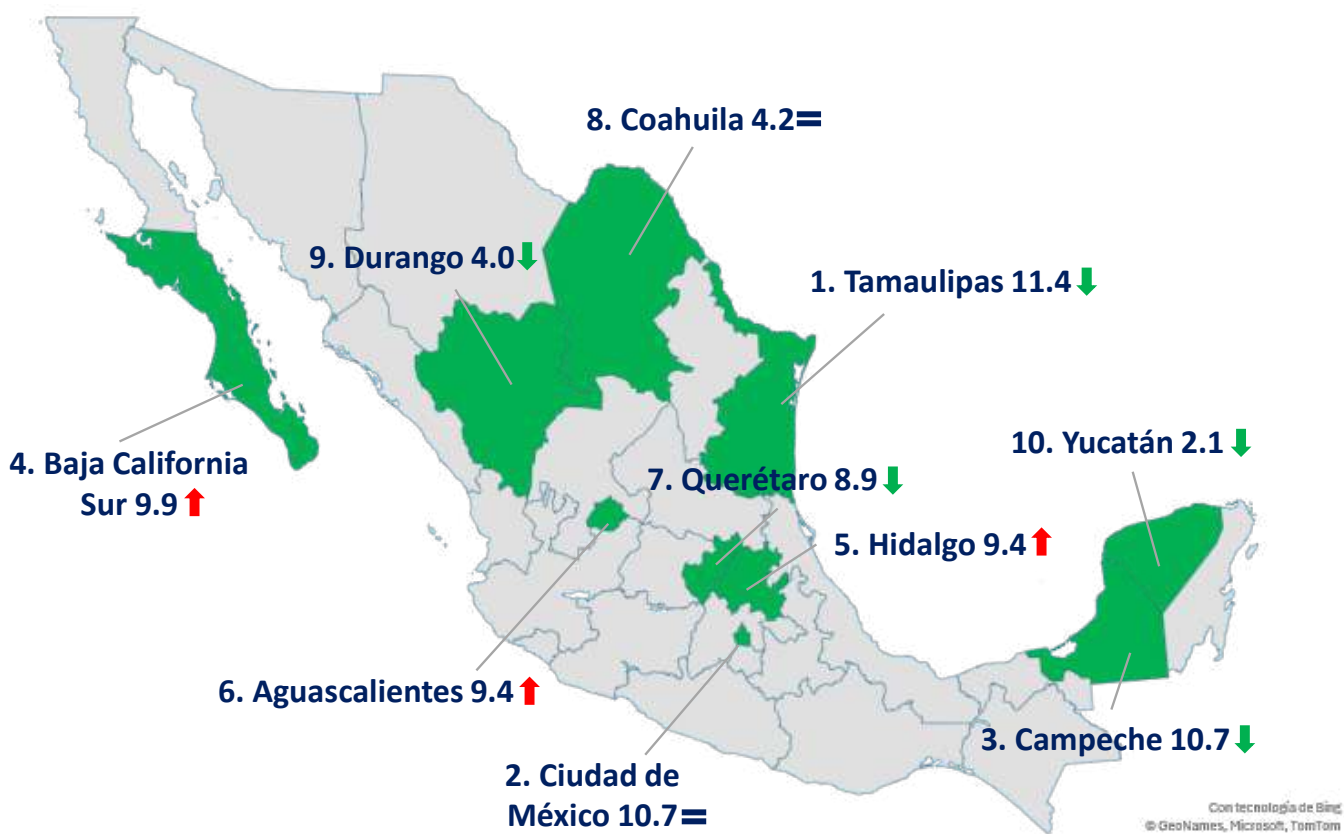 8. Coahuila 4.2=
9. Durango 4.0⬇
1. Tamaulipas 11.4⬇
4. Baja California
Sur 9.9⬆
10. Yucatán 2.1⬇
7. Querétaro 8.9⬇
5. Hidalgo 9.4⬆
6. Aguascalientes 9.4⬆
3. Campeche 10.7⬇
2. Ciudad de
México 10.7=
Con tecnología de Bing
© GeoNames, Microsoft, TomTom